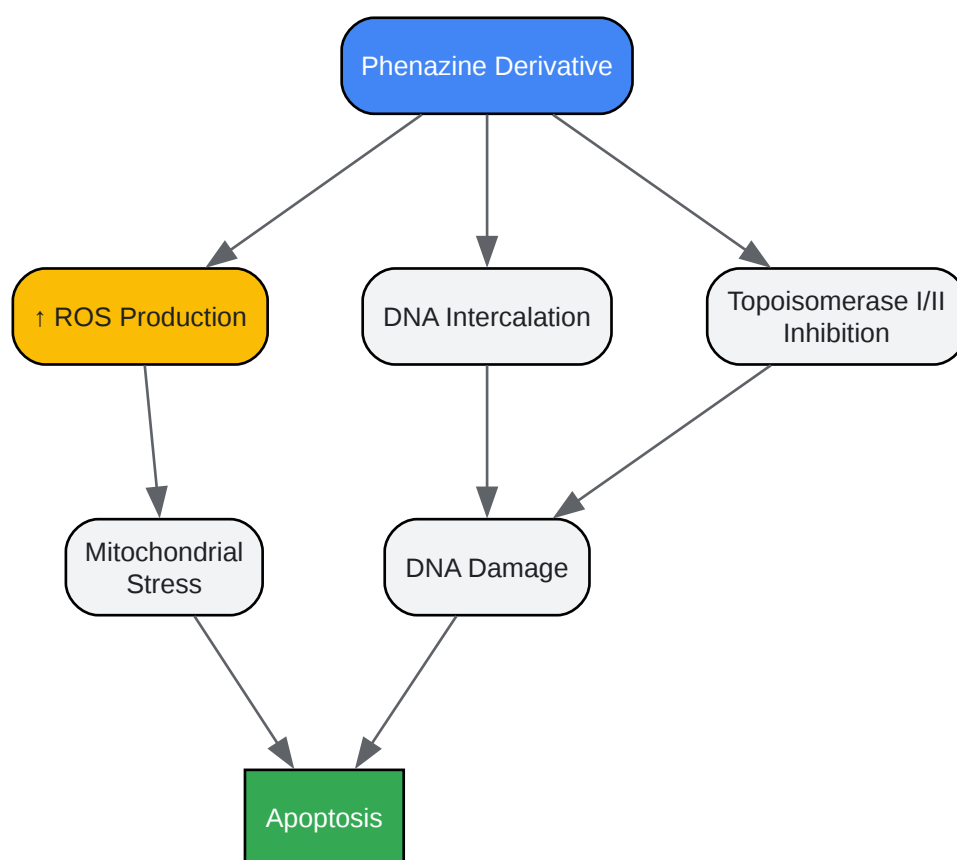 Phenazine Derivative
↑ ROS Production
DNA Intercalation
Topoisomerase I/II
Inhibition
Mitochondrial
Stress
DNA Damage
Apoptosis